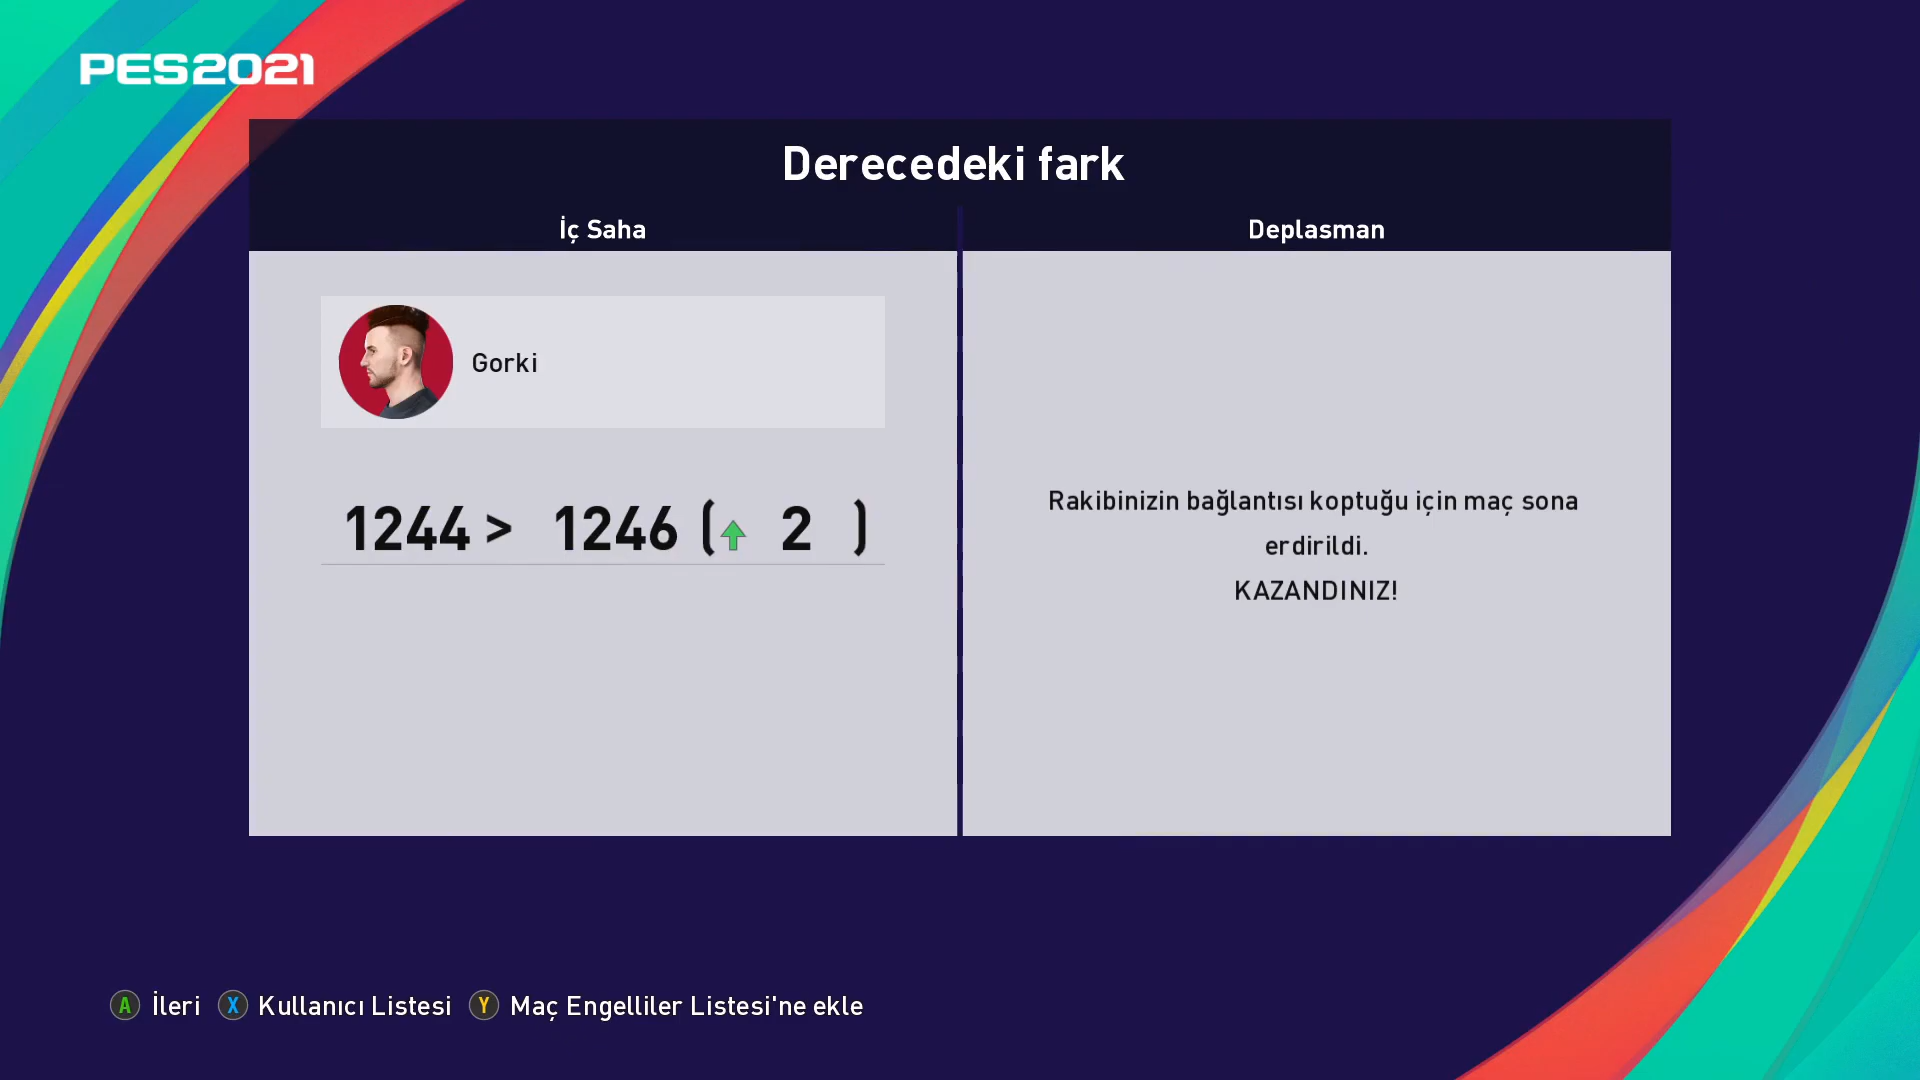 PES2021
Derecedeki fark
İç Saha
Deplasman
Gorki
1244 > 1246 ( 2 )
Rakibinizin bağlantısı koptuğu için maç sona
erdirildi.
KAZANDINIZ!
A İleri X Kullanıcı Listesi Y Maç Engelliler Listesi'ne ekle